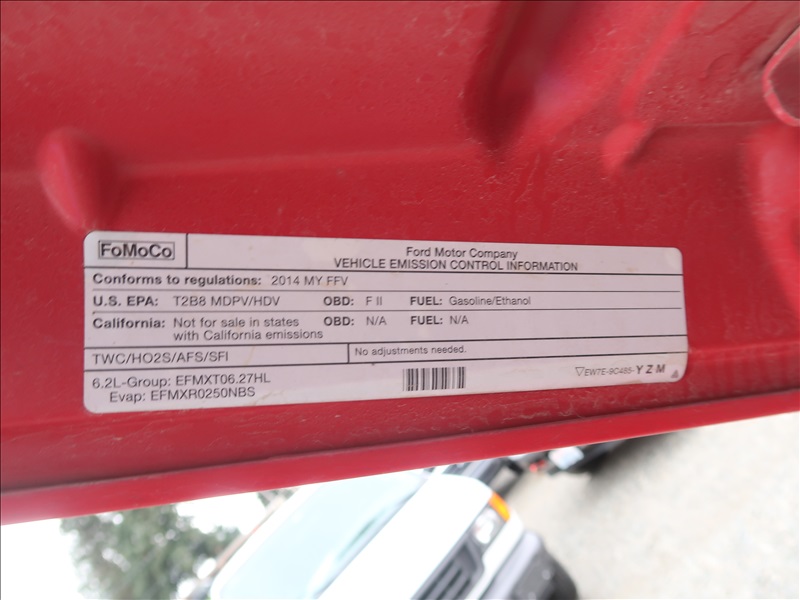 FoMoCo
Ford Motor Company
VEHICLE EMISSION CONTROL INFORMATION
Conforms to regulations: 2014 MY FFV
U.S. EPA: T2B8 MDPV/HDV OBD: F II FUEL: Gasoline/Ethanol
California: Not for sale in states OBD: N/A FUEL: N/A
with California emissions
TWC/HO2S/AFS/SFI No adjustments needed.
6.2L-Group: EFMXT06.27HL
Evap: EFMXR0250NBS
EW7E-9C485-YZM